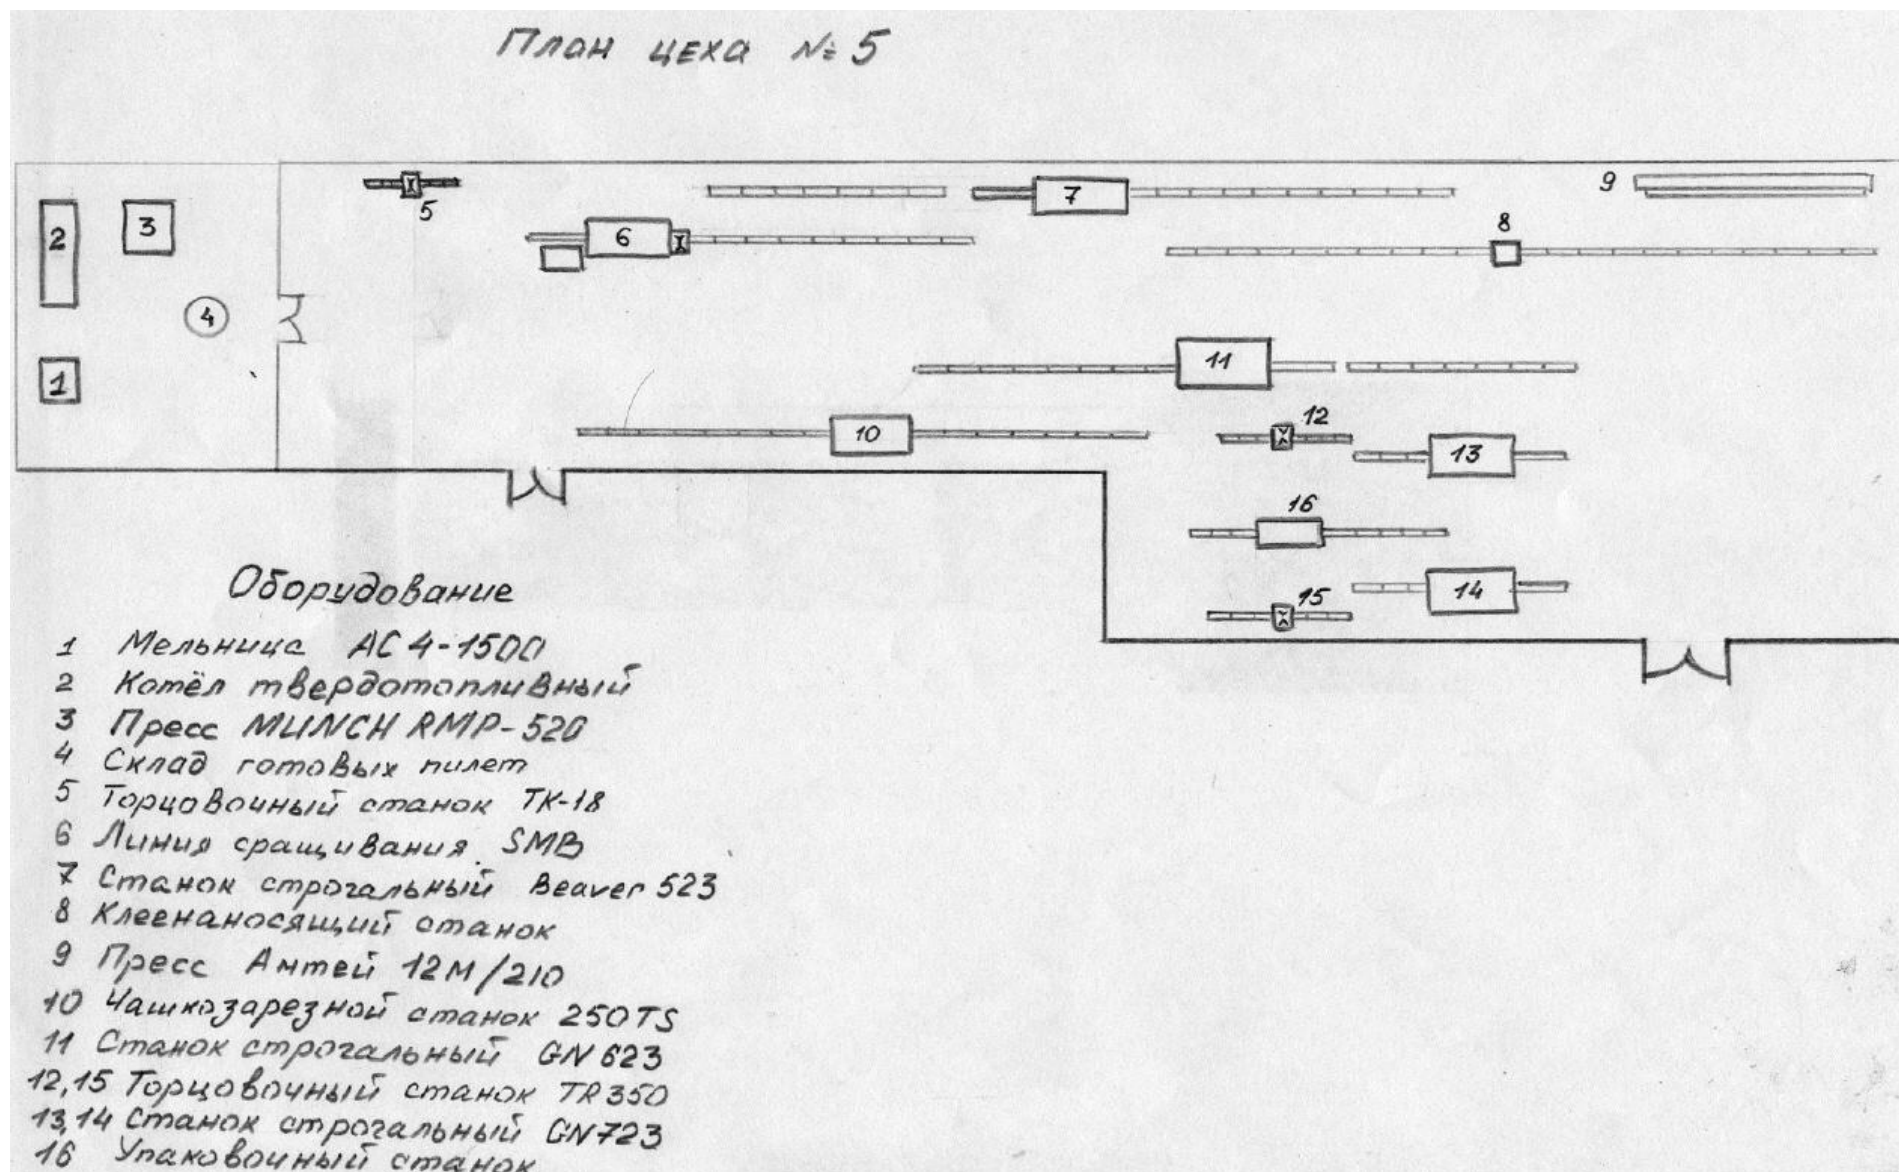 План цеха № 5
5
7
9
2
3
6
8
4
1
11
10
12
13
16
15
14
Оборудование
1 Мельница АС 4-1500
2 Котёл твердотопливный
3 Пресс MUNCH RMP-520
4 Склад готовых пилет
5 Торцовочный станок ТК-18
6 Линия сращивания SMB
7 Станок строгальный Beaver 523
8 Клеенаносящий станок
9 Пресс Антей 12М/210
10 Чашкозарезной станок 250TS
11 Станок строгальный GN 623
12,15 Торцовочный станок TR350
13,14 Станок строгальный GN723
16 Упаковочный станок